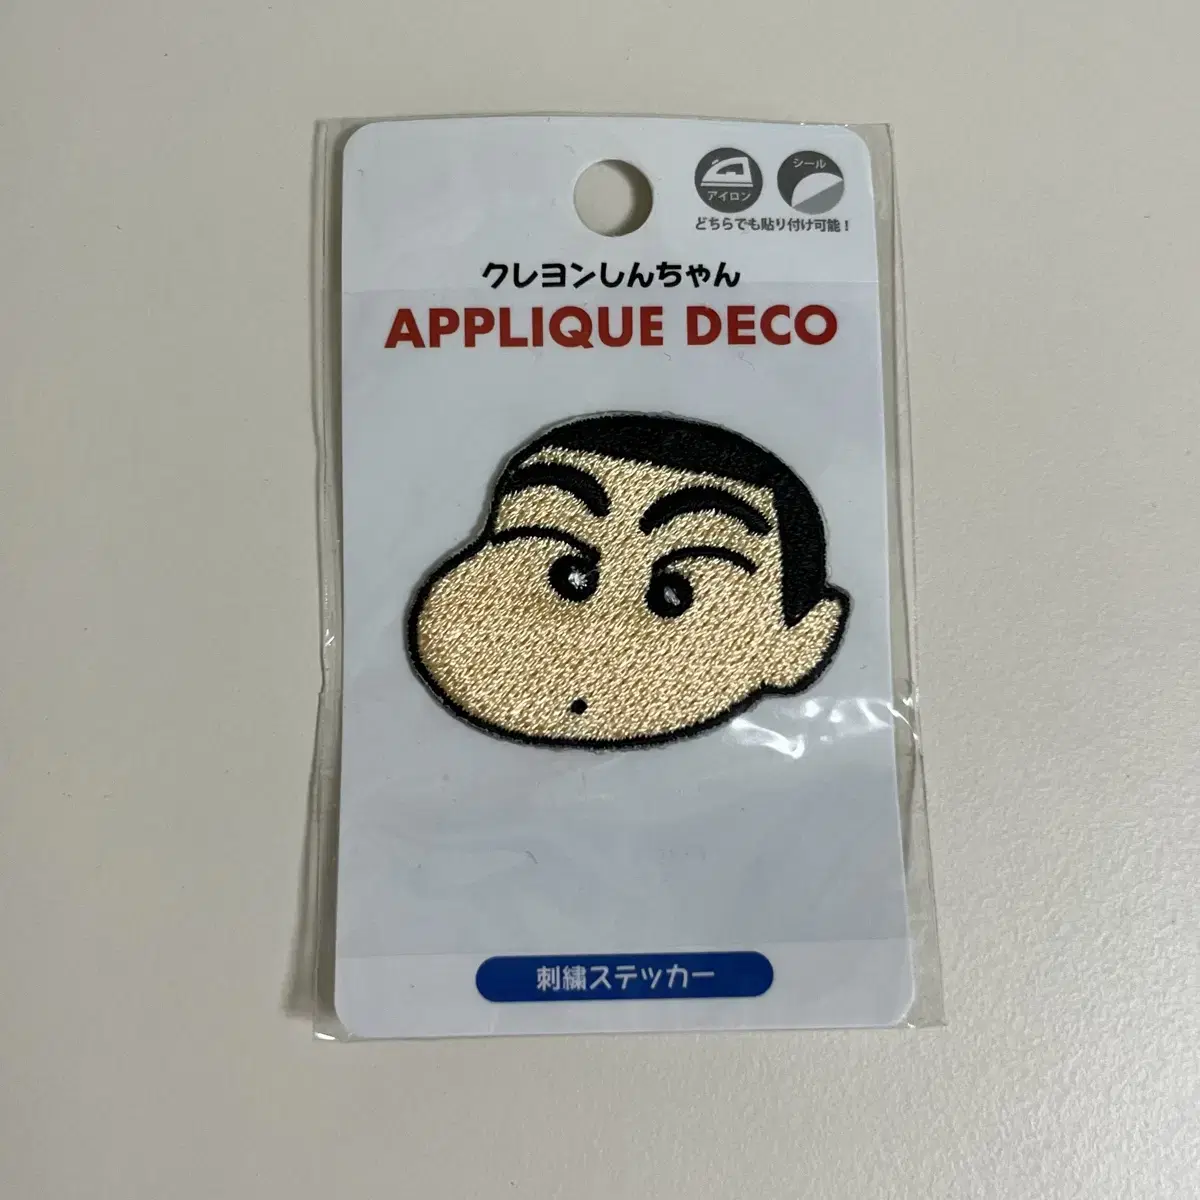 アイロン
シール
どちらでも貼り付け可能！
クレヨンしんちゃん
APPLIQUE DECO
刺繍ステッカー